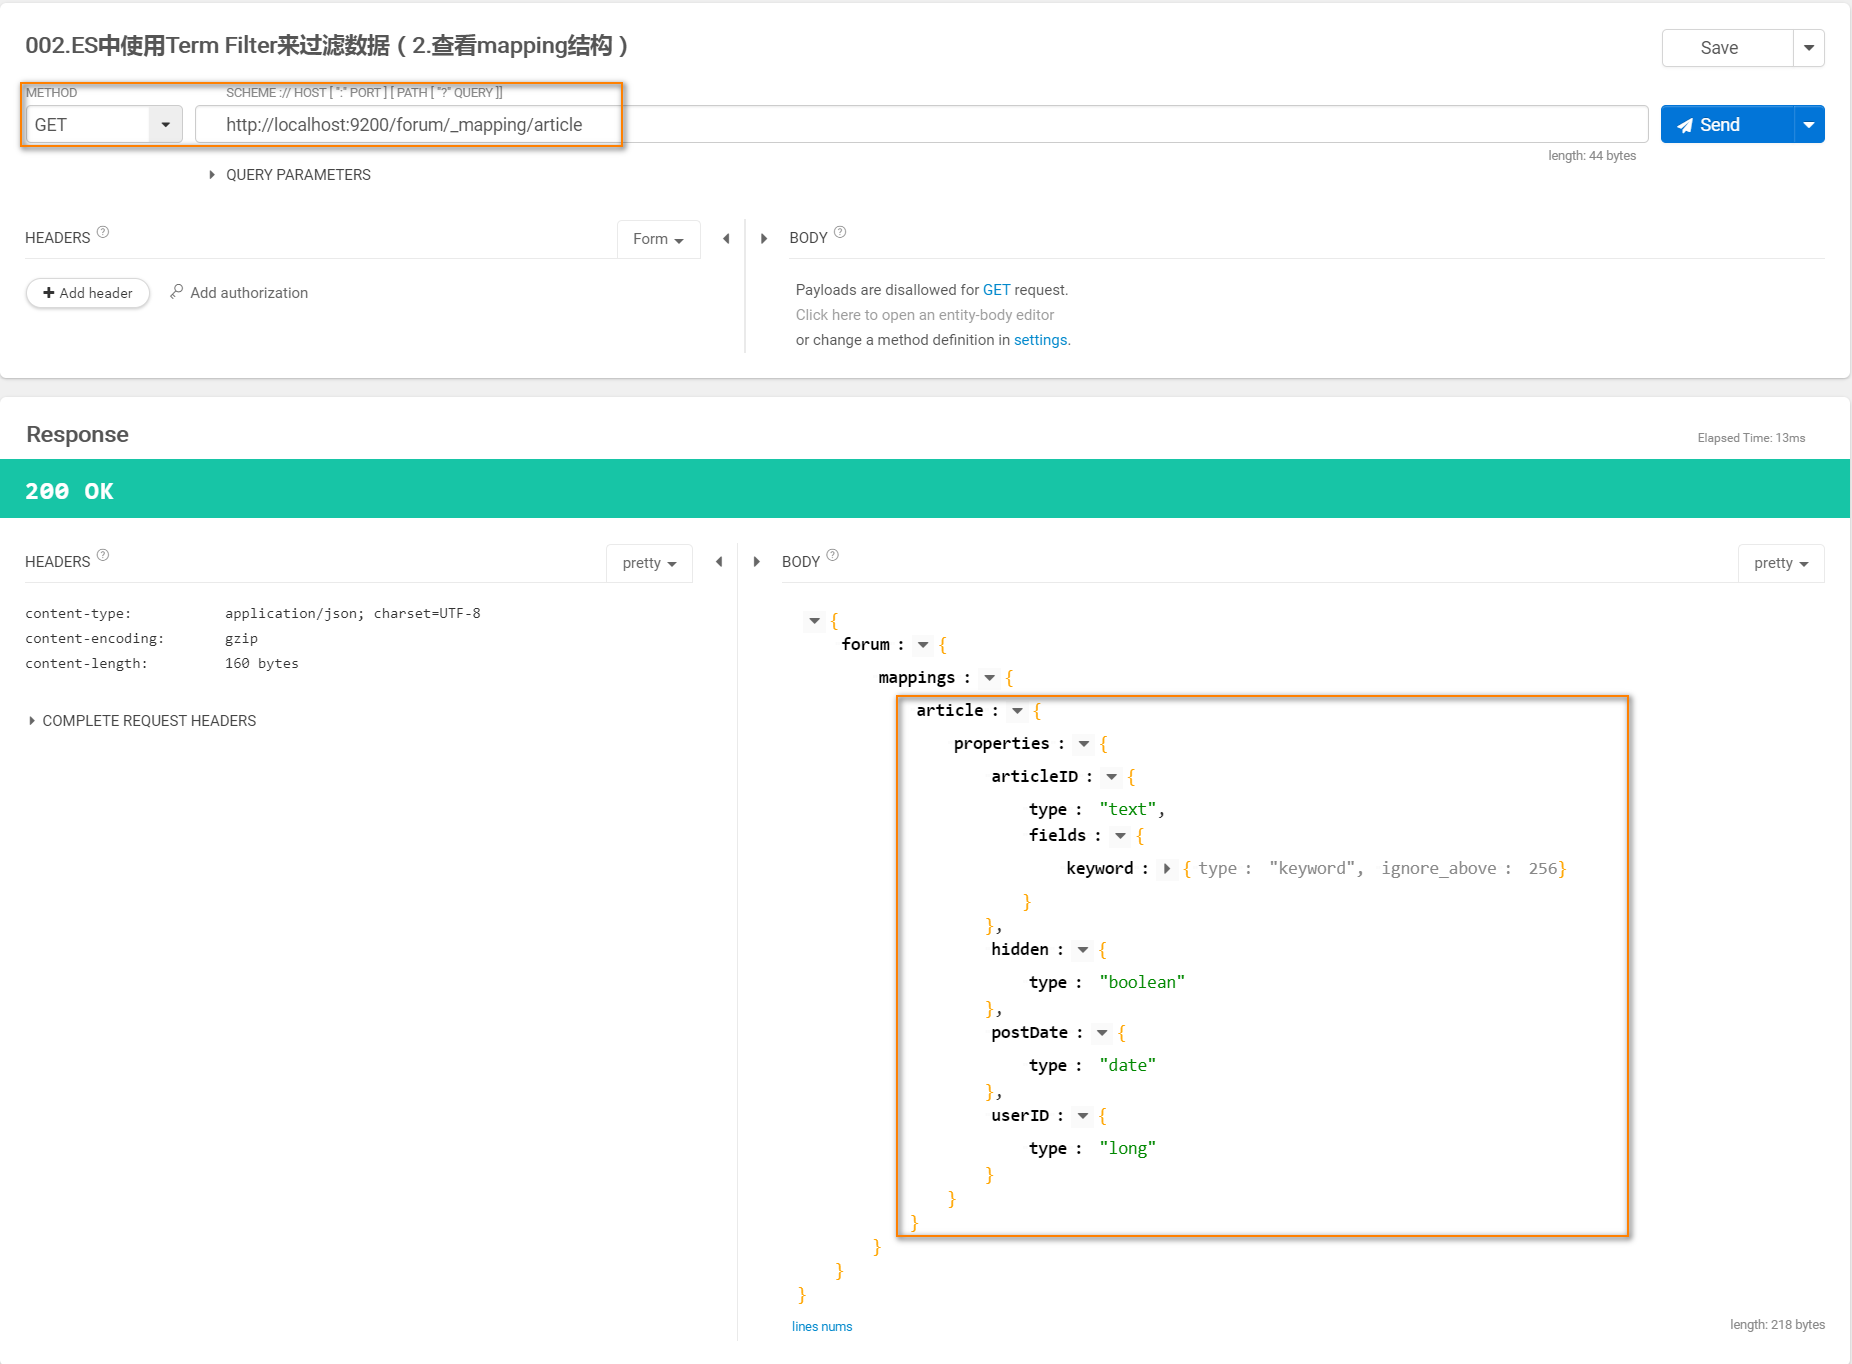 002.ES中使用Term Filter来过滤数据（2.查看mapping结构）
Save
METHOD
SCHEME :// HOST [ ":" PORT ] [ PATH [ "?" QUERY ]]
GET
http://localhost:9200/forum/_mapping/article
Send
length: 44 bytes
QUERY PARAMETERS
HEADERS ?
Form
BODY ?
Add header
Add authorization
Payloads are disallowed for GET request.
Click here to open an entity-body editor
or change a method definition in settings.
Response
Elapsed Time: 13ms
200 OK
HEADERS ?
pretty
BODY ?
pretty
content-type: application/json; charset=UTF-8
content-encoding: gzip
content-length: 160 bytes
COMPLETE REQUEST HEADERS
{
forum : {
mappings : {
article : {
properties : {
articleID : {
type : "text",
fields : {
keyword : { type : "keyword", ignore_above : 256}
}
},
hidden : {
type : "boolean"
},
postDate : {
type : "date"
},
userID : {
type : "long"
}
}
}
}
}
}
lines nums
length: 218 bytes